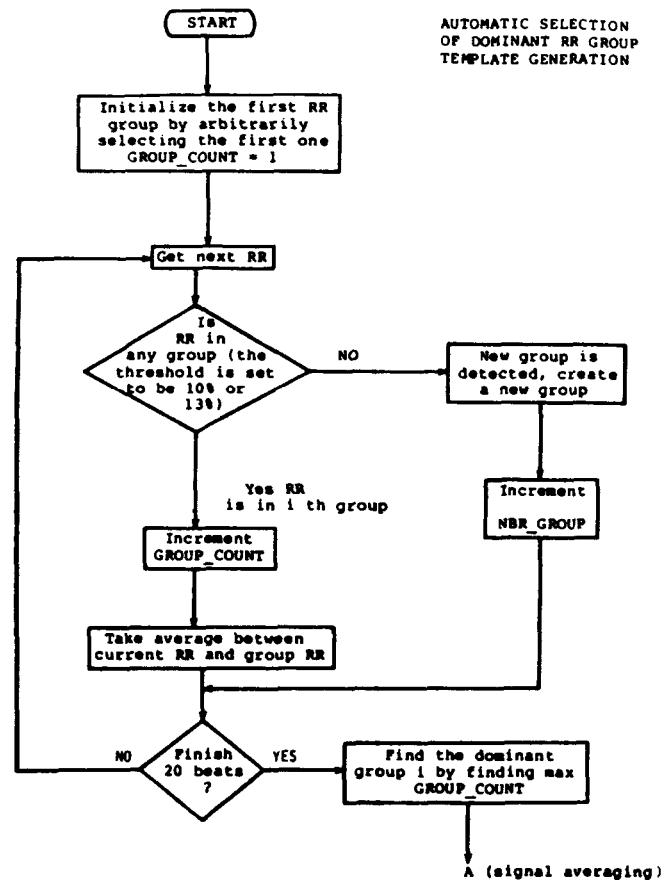 START
AUTOMATIC SELECTION
OF DOMINANT RR GROUP
TEMPLATE GENERATION
Initialize the first RR
group by arbitrarily
selecting the first one
GROUP_COUNT = 1
Get next RR
Is
RR in
any group (the
threshold is set
to be 10% or
13%)
NO
New group is
detected, create
a new group
Yes RR
is in i th group
Increment
NBR_GROUP
Increment
GROUP_COUNT
Take average between
current RR and group RR
NO
Finish
20 beats
?
YES
Find the dominant
group i by finding max
GROUP_COUNT
A (signal averaging)